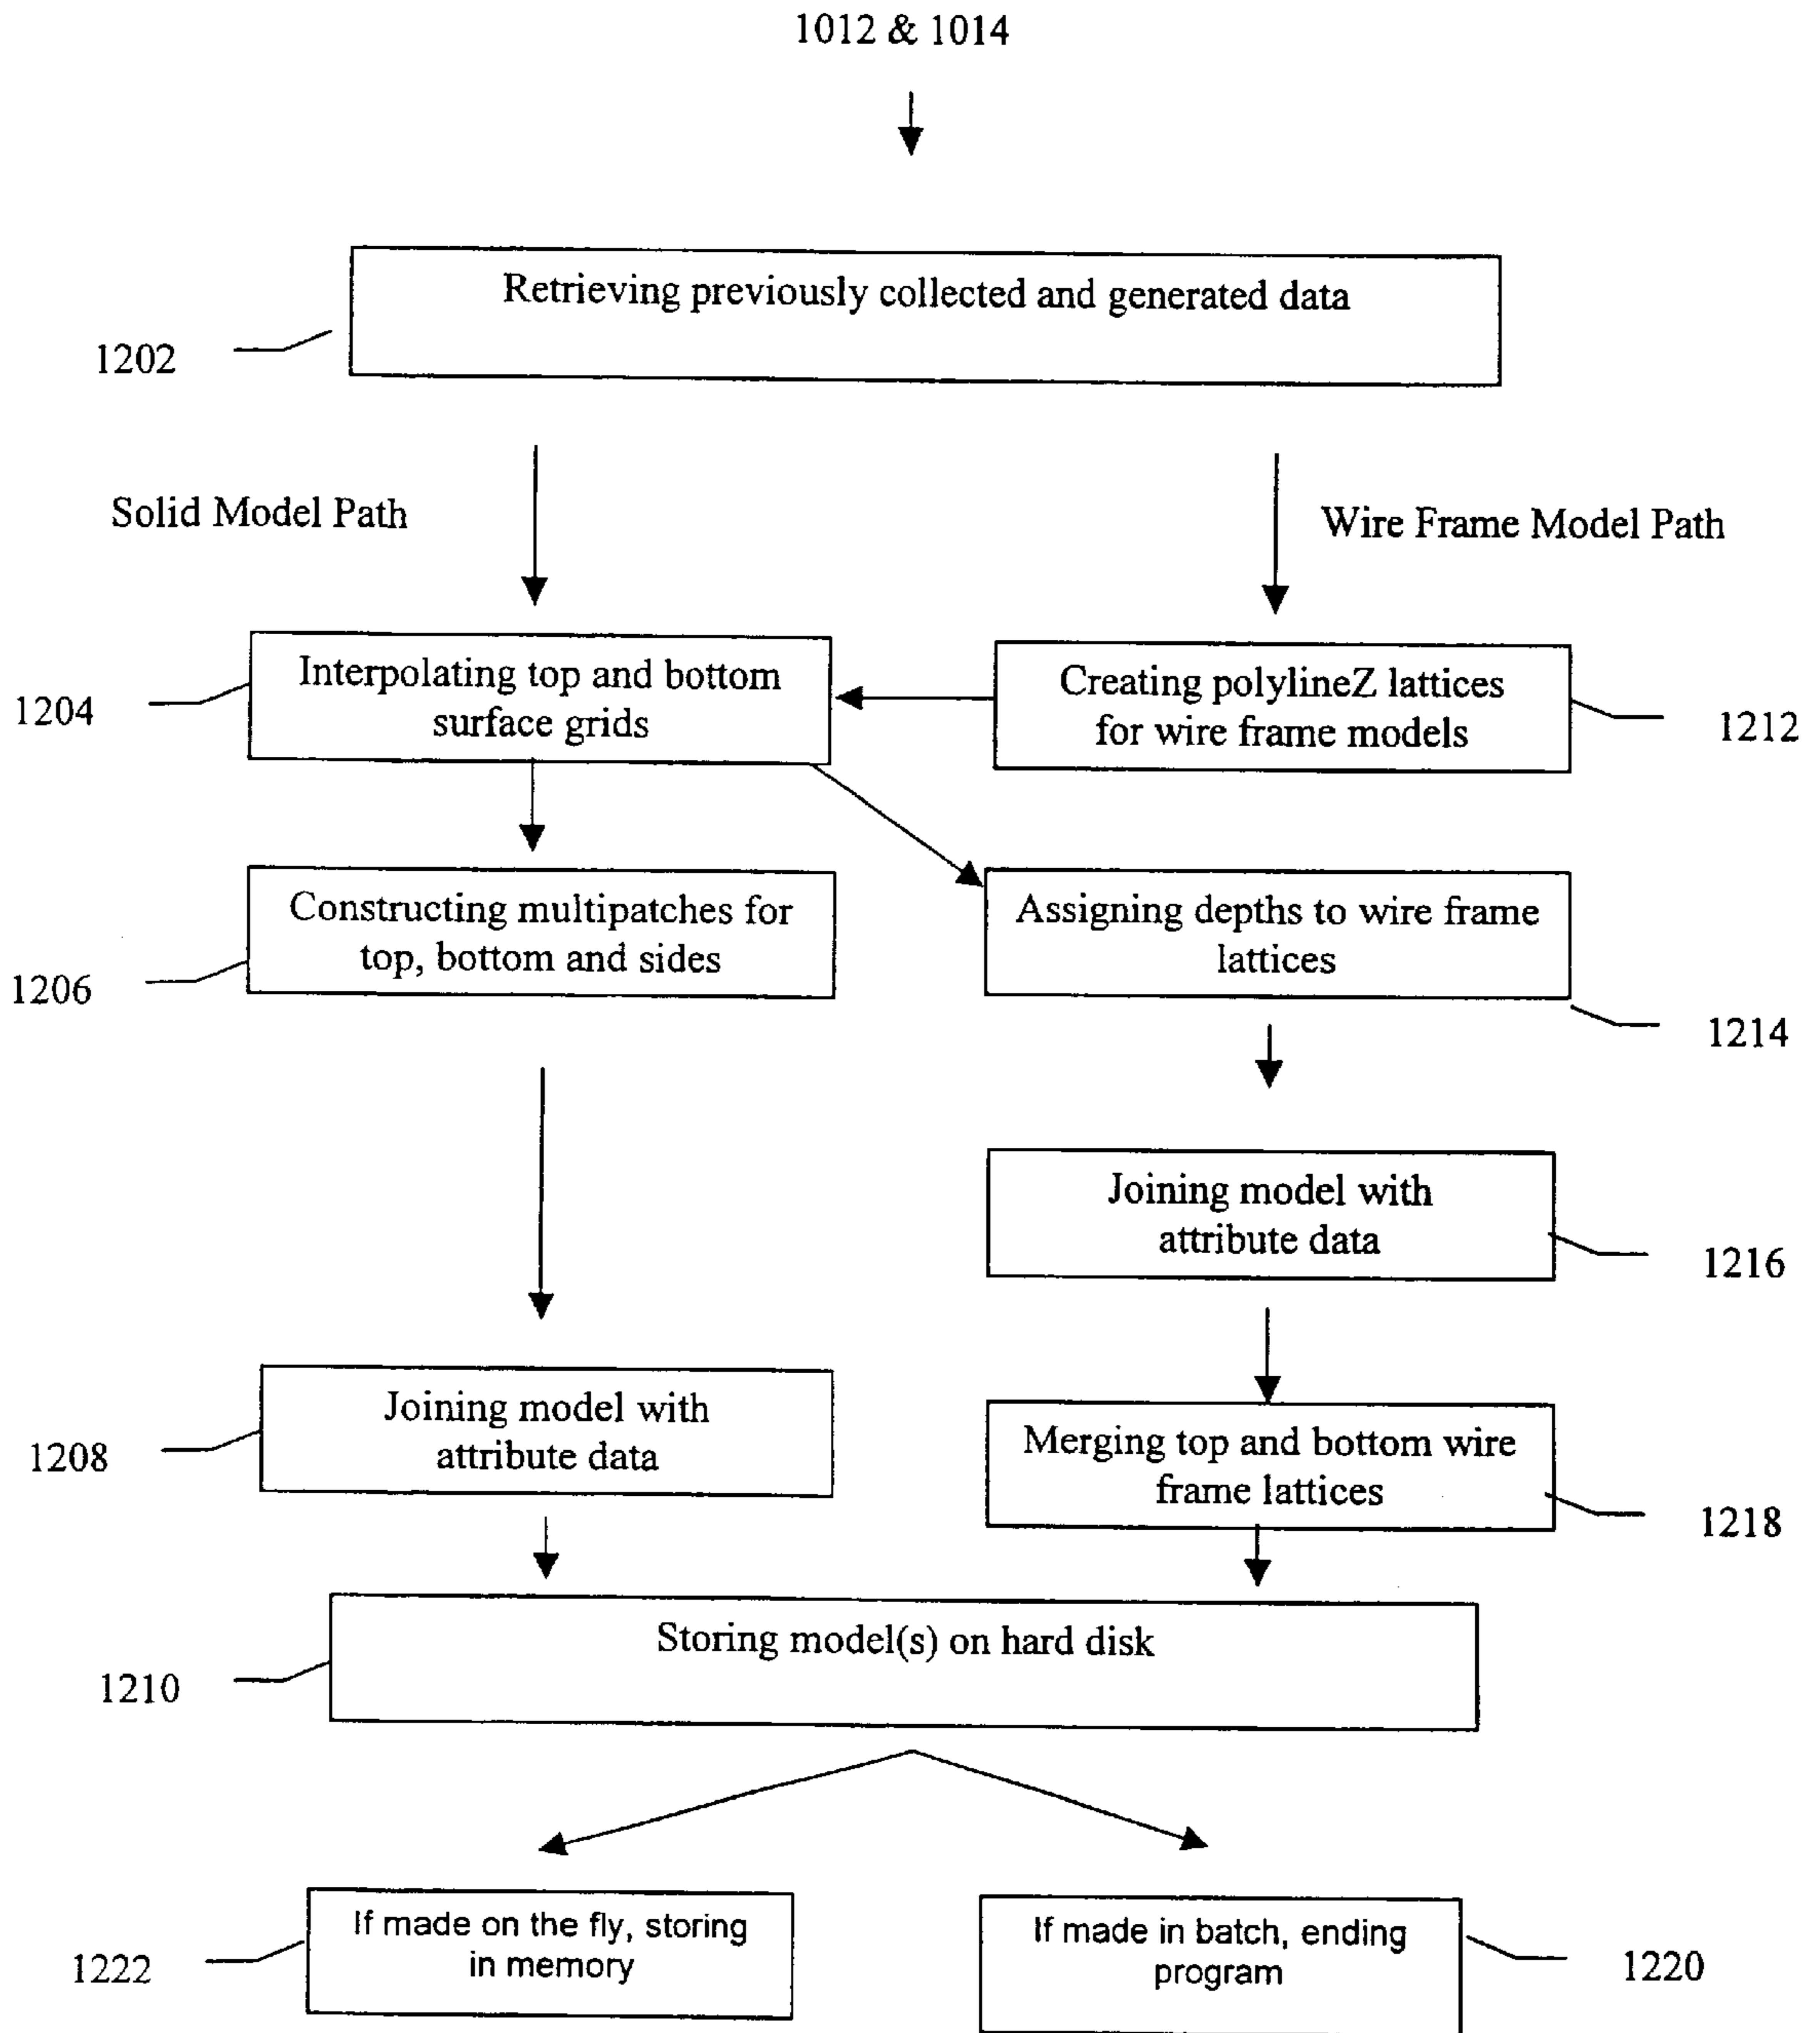 1012 & 1014
Retrieving previously collected and generated data
1202
Solid Model Path
Wire Frame Model Path
Interpolating top and bottom
surface grids
1204
Creating polylineZ lattices
for wire frame models
1212
Constructing multipatches for
top, bottom and sides
1206
Assigning depths to wire frame
lattices
1214
Joining model with
attribute data
1216
Joining model with
attribute data
1208
Merging top and bottom wire
frame lattices
1218
Storing model(s) on hard disk
1210
If made on the fly, storing
in memory
1222
If made in batch, ending
program
1220